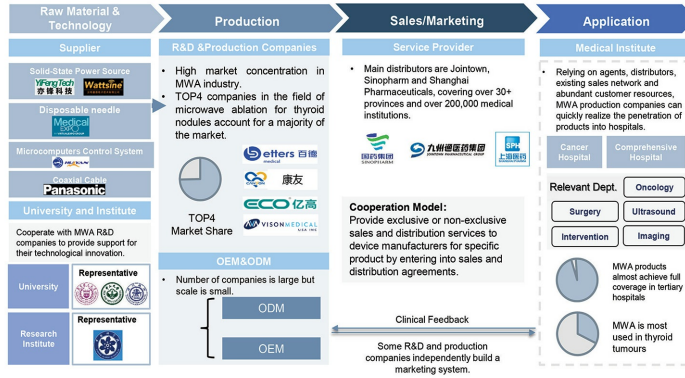 Raw Material &
Technology
Production
Sales/Marketing
Application
Supplier
Solid-State Power Source
YiFengTech
亦锋科技
Wattsine
Disposable needle
Medical
EXPO
Microcomputers Control System
Coaxial Cable
Panasonic
University and Institute
Cooperate with MWA R&D
companies to provide support for
their technological innovation.
University
Representative
Research
Institute
Representative
R&D &Production Companies
• High market concentration in
MWA industry.
• TOP4 companies in the field of
microwave ablation for thyroid
nodules account for a majority of
the market.
TOP4
Market Share
betters 百德
medical
康友
ECO 亿高
VISONMEDICAL
OEM&ODM
• Number of companies is large but
scale is small.
ODM
OEM
Service Provider
• Main distributors are Jointown,
Sinopharm and Shanghai
Pharmaceuticals, covering over 30+
provinces and over 200,000 medical
institutions.
国药集团
SINOPHARM
九州通医药集团
JOINTOWN PHARMACEUTICAL GROUP
SPH
上海医药
Cooperation Model:
Provide exclusive or non-exclusive
sales and distribution services to
device manufacturers for specific
product by entering into sales and
distribution agreements.
Clinical Feedback
Some R&D and production
companies independently build a
marketing system.
Medical Institute
• Relying on agents, distributors,
existing sales network and
abundant customer resources,
MWA production companies can
quickly realize the penetration of
products into hospitals.
Cancer
Hospital
Comprehensive
Hospital
Relevant Dept.
Oncology
Surgery
Ultrasound
Intervention
Imaging
MWA products
almost achieve full
coverage in tertiary
hospitals
MWA is most
used in thyroid
tumours